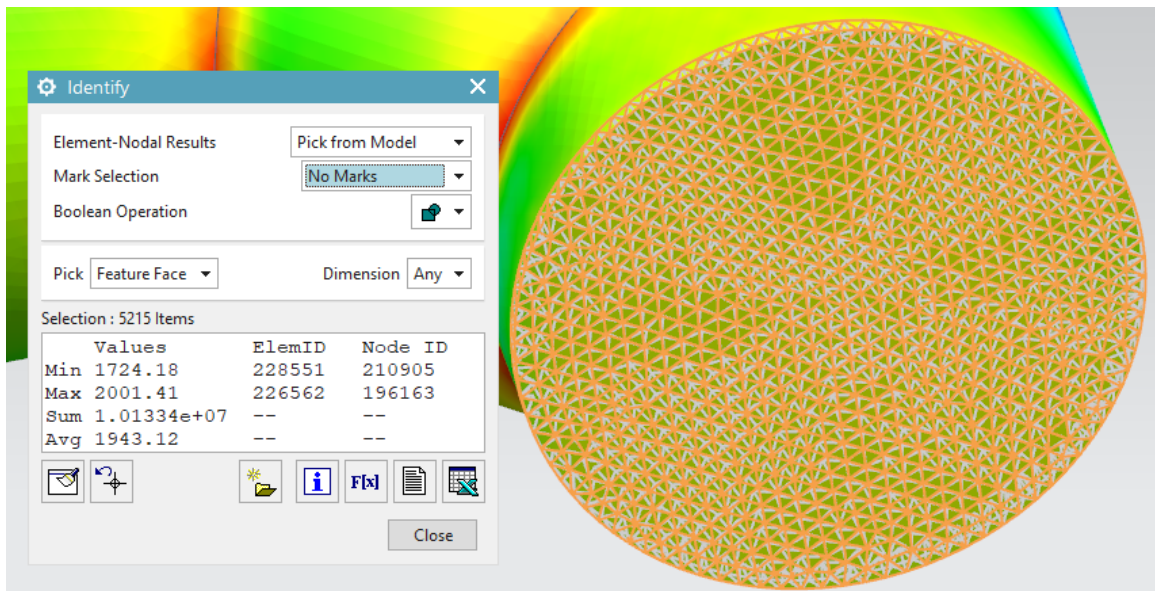 Identify
Element-Nodal Results Pick from Model
Mark Selection No Marks
Boolean Operation
Pick Feature Face Dimension Any
Selection : 5215 Items
Values ElemID Node ID
Min 1724.18 228551 210905
Max 2001.41 226562 196163
Sum 1.01334e+07 -- --
Avg 1943.12 -- --
i F[x]
Close